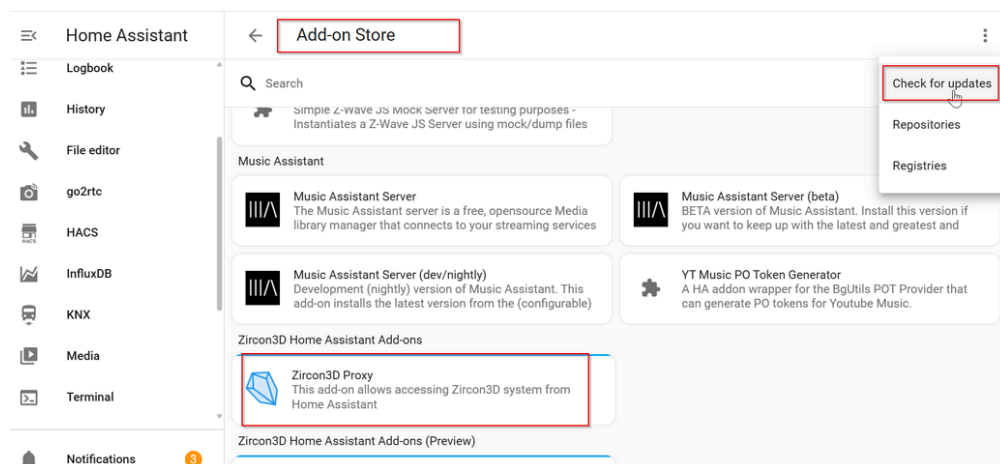 Home Assistant
Add-on Store
Logbook
Search
Check for updates
Simple Z-Wave JS Mock Server for testing purposes -
Instantiates a Z-Wave JS Server using mock/dump files
History
Repositories
File editor
Music Assistant
Registries
go2rtc
Music Assistant Server
The Music Assistant server is a free, opensource Media
library manager that connects to your streaming services
Music Assistant Server (beta)
BETA version of Music Assistant. Install this version if
you want to keep up with the latest and greatest and
HACS
HACS
InfluxDB
Music Assistant Server (dev/nightly)
Development (nightly) version of Music Assistant. This
add-on installs the latest version from the (configurable)
YT Music PO Token Generator
A HA addon wrapper for the BgUtils POT Provider that
can generate PO tokens for Youtube Music.
KNX
Zircon3D Home Assistant Add-ons
Media
Zircon3D Proxy
This add-on allows accessing Zircon3D system from
Home Assistant
Terminal
Zircon3D Home Assistant Add-ons (Preview)
Notifications
3